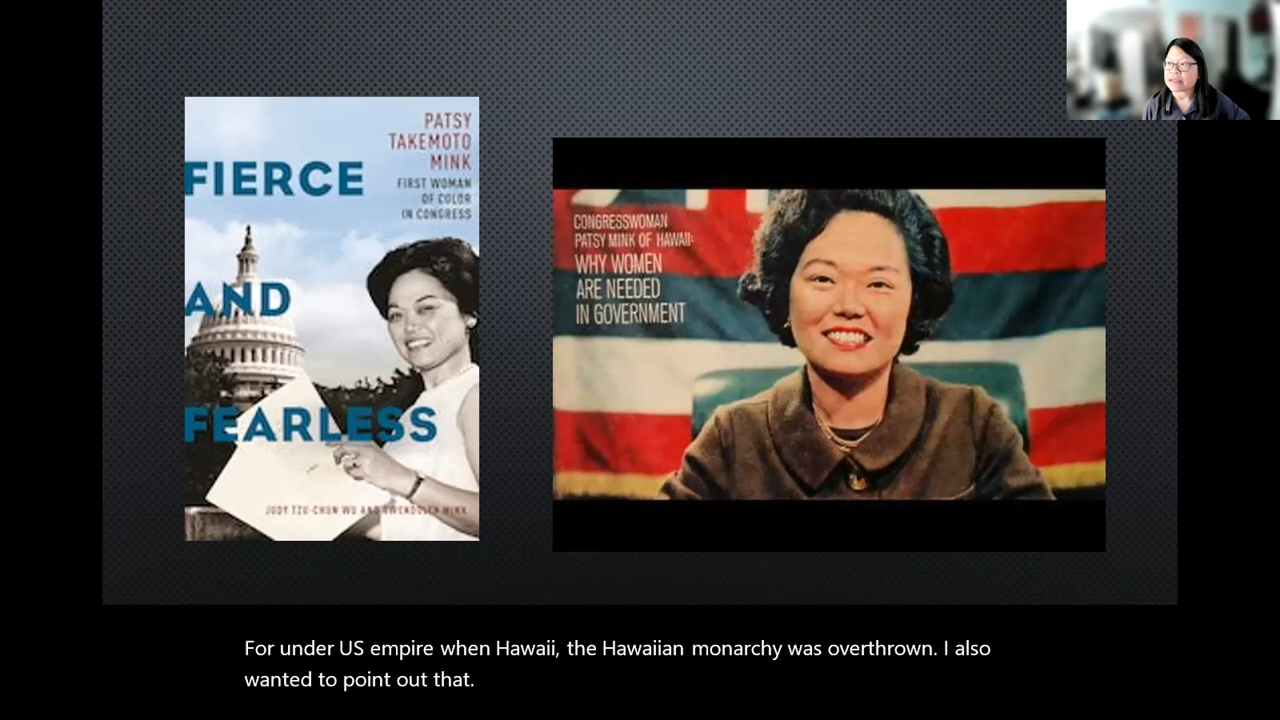 PATSY
TAKEMOTO
MINK
FIRST WOMAN
OF COLOR
IN CONGRESS
FIERCE
AND
FEARLESS
JUDY TZU-CHUN WU AND GWENDOLYN MINK
CONGRESSWOMAN
PATSY MINK OF HAWAII:
WHY WOMEN
ARE NEEDED
IN GOVERNMENT
For under US empire when Hawaii, the Hawaiian monarchy was overthrown. I also
wanted to point out that.